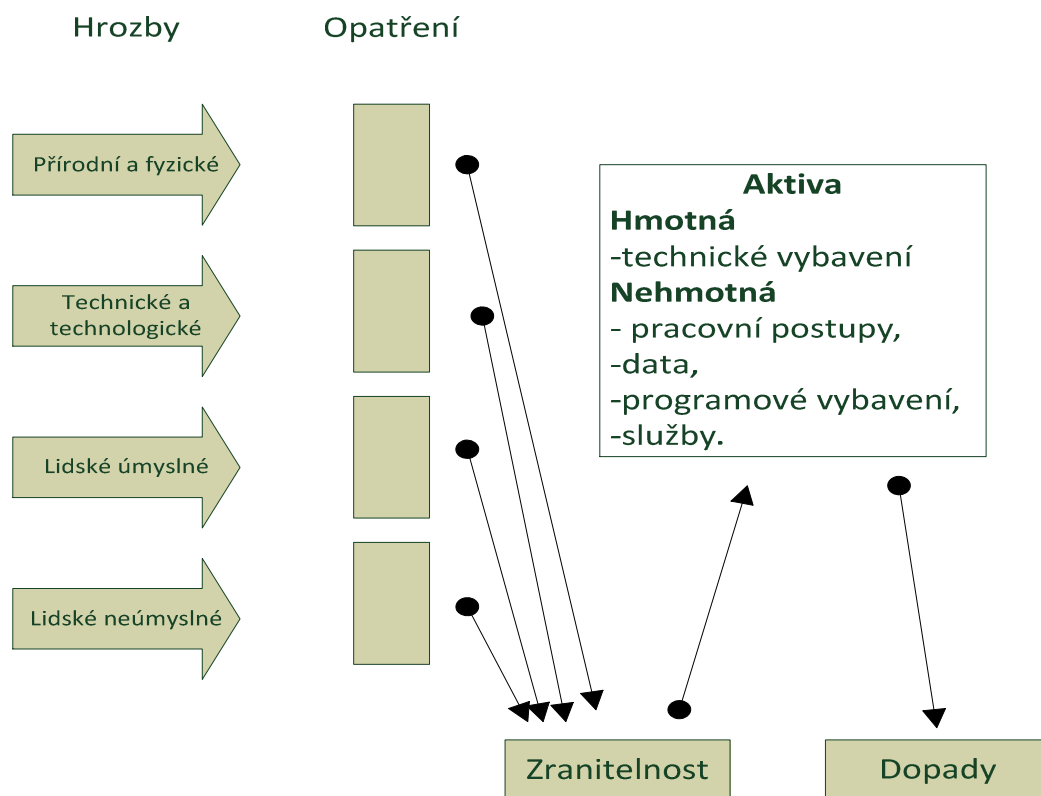 Hrozby
Opatření
Přírodní a fyzické
Technické a
technologické
Lidské úmyslné
Lidské neúmyslné
Aktiva
Hmotná
-technické vybavení
Nehmotná
- pracovní postupy,
-data,
-programové vybavení,
-služby.
Zranitelnost
Dopady